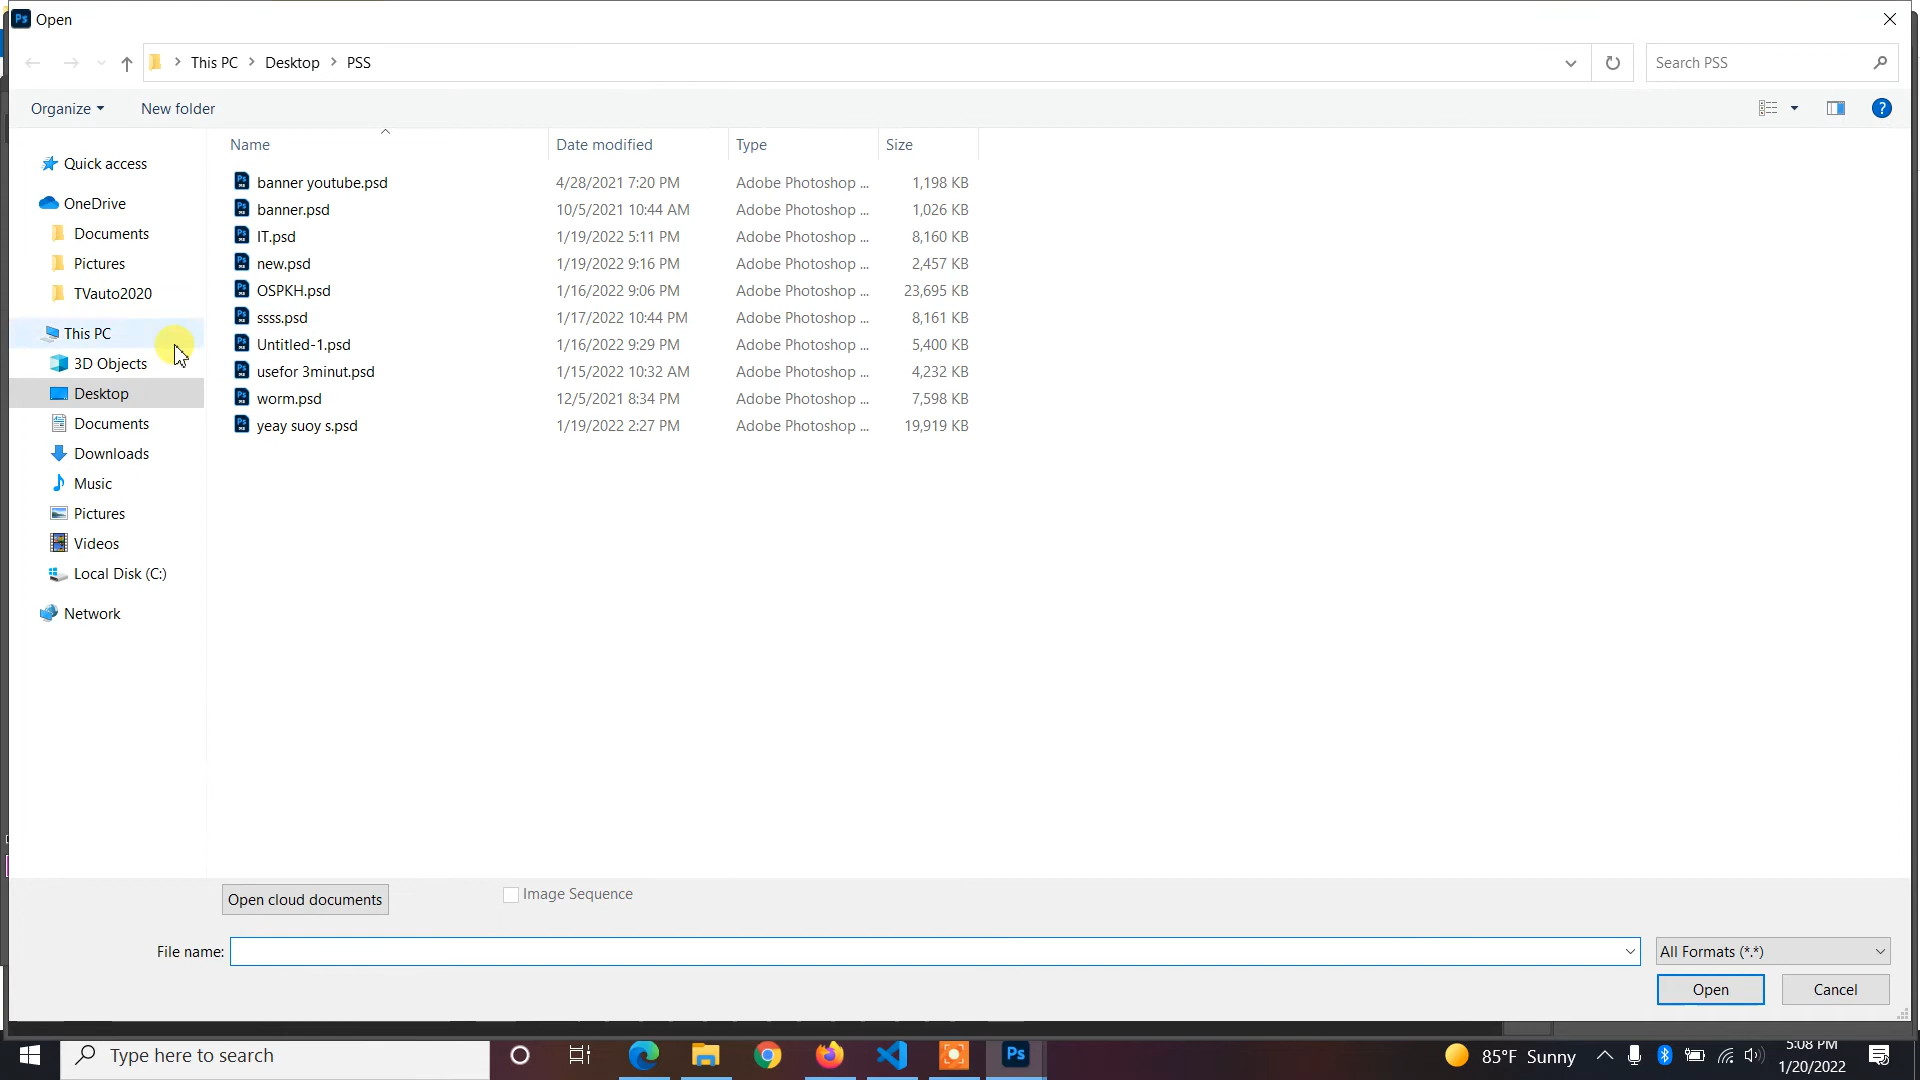 Ps Open
This PC Desktop PSS
Search PSS
Organize New folder
Name Date modified Type Size
Quick access
OneDrive
Documents
Pictures
TVauto2020
This PC
3D Objects
Desktop
Documents
Downloads
Music
Pictures
Videos
Local Disk (C:)
Network
banner youtube.psd 4/28/2021 7:20 PM Adobe Photoshop ... 1,198 KB
banner.psd 10/5/2021 10:44 AM Adobe Photoshop ... 1,026 KB
IT.psd 1/19/2022 5:11 PM Adobe Photoshop ... 8,160 KB
new.psd 1/19/2022 9:16 PM Adobe Photoshop ... 2,457 KB
OSPKH.psd 1/16/2022 9:06 PM Adobe Photoshop ... 23,695 KB
ssss.psd 1/17/2022 10:44 PM Adobe Photoshop ... 8,161 KB
Untitled-1.psd 1/16/2022 9:29 PM Adobe Photoshop ... 5,400 KB
usefor 3minut.psd 1/15/2022 10:32 AM Adobe Photoshop ... 4,232 KB
worm.psd 12/5/2021 8:34 PM Adobe Photoshop ... 7,598 KB
yeay suoy s.psd 1/19/2022 2:27 PM Adobe Photoshop ... 19,919 KB
Open cloud documents Image Sequence
File name: All Formats (*.*)
Open Cancel
Type here to search Ps 85°F Sunny 5:08 PM
1/20/2022